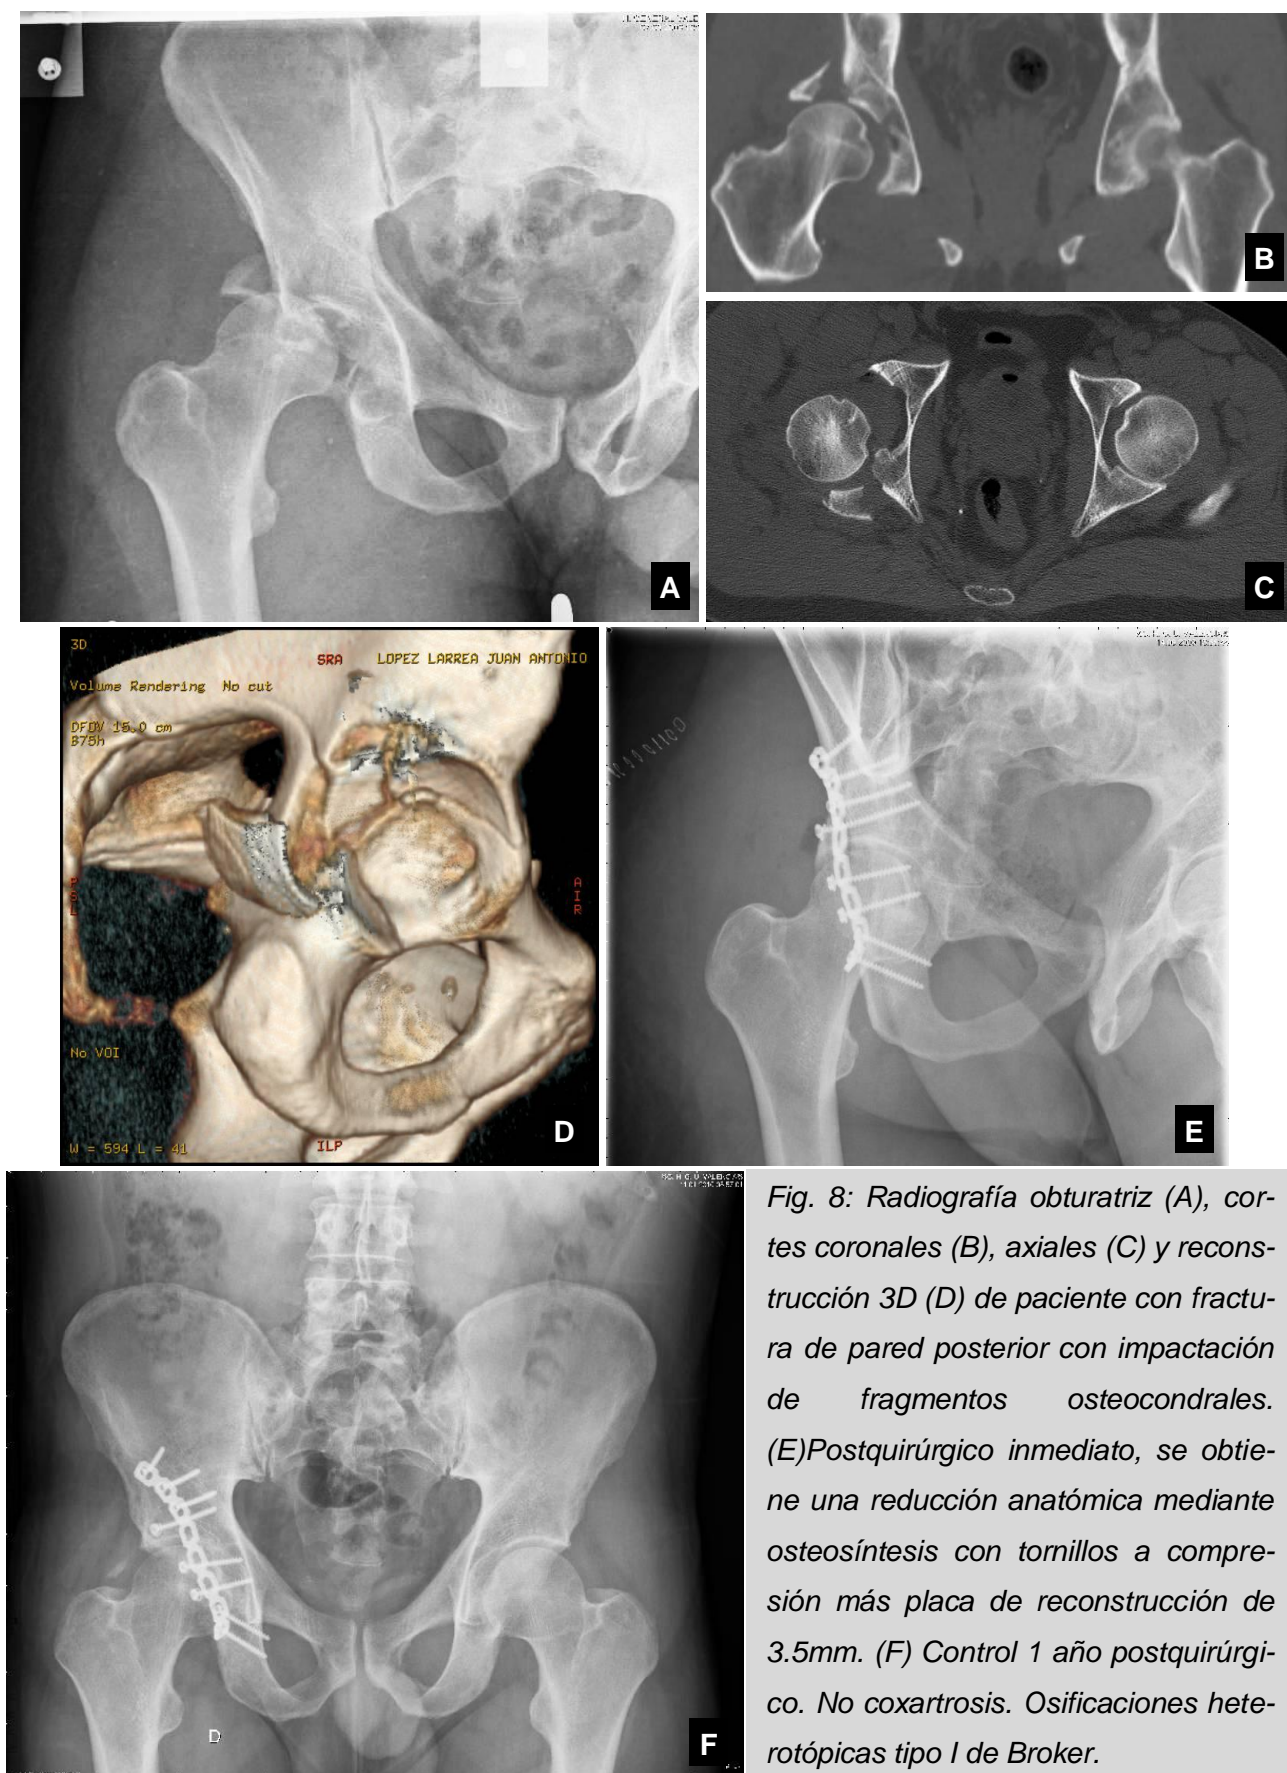 A
B
C
3D
SRA
LOPEZ LARREA JUAN ANTONIO
Volume Rendering No cut
DFOV 15.0 cm
B75h
A
I
R
No VOI
W = 594 L = 41
ILP
D
E
D
F
Fig. 8: Radiografía obturatriz (A), cor-
tes coronales (B), axiales (C) y recons-
trucción 3D (D) de paciente con fractu-
ra de pared posterior con impactación
de fragmentos osteocondrales.
(E)Postquirúrgico inmediato, se obtie-
ne una reducción anatómica mediante
osteosíntesis con tornillos a compre-
sión más placa de reconstrucción de
3.5mm. (F) Control 1 año postquirúrgi-
co. No coxartrosis. Osificaciones hete-
rotópicas tipo I de Broker.